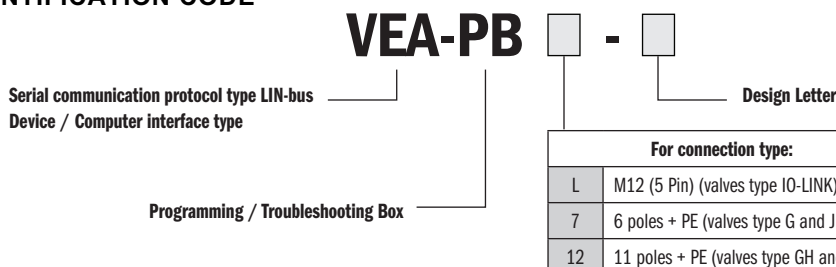 VEA-PB -
Serial communication protocol type LIN-bus
Device / Computer interface type
Design Letter
Programming / Troubleshooting Box
For connection type:
L M12 (5 Pin) (valves type IO-LINK)
7 6 poles + PE (valves type G and J
12 11 poles + PE (valves type GH an